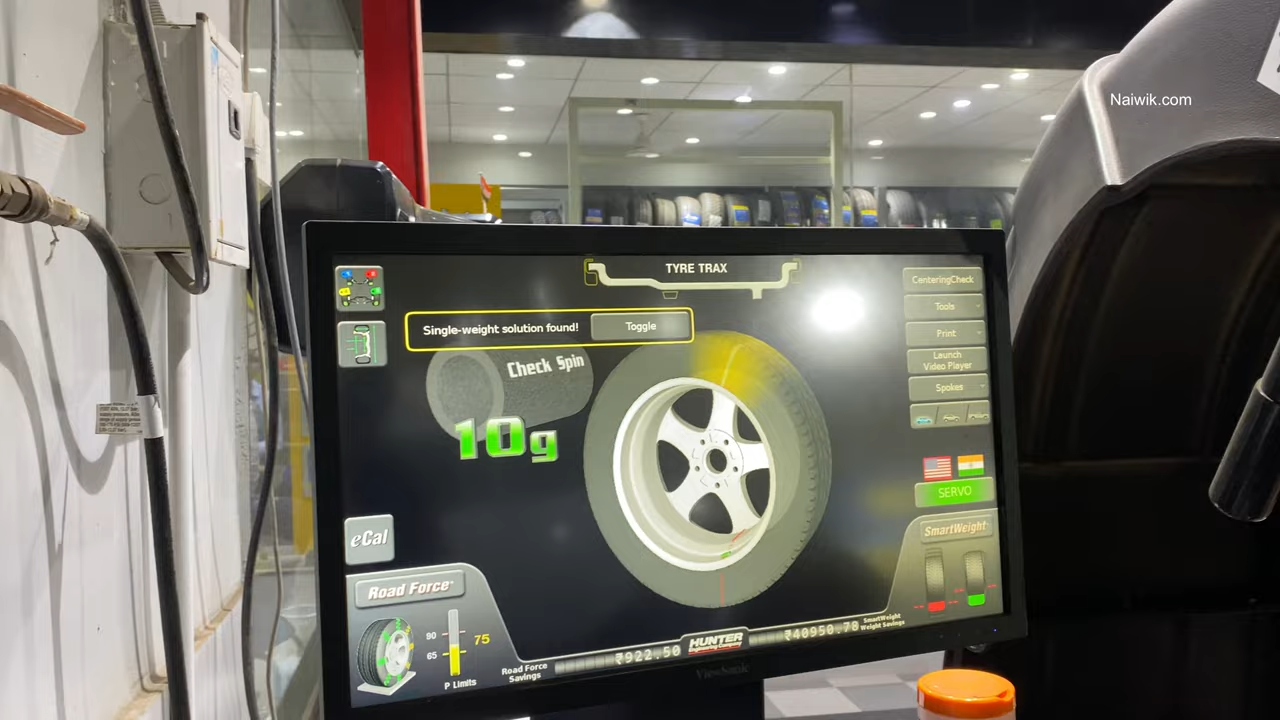 Naiwik.com
TYRE TRAX
Single-weight solution found!
Toggle
Check Spin
10g
CenteringCheck
Tools
Print
Launch
Video Player
Spokes
SERVO
SmartWeight
eCal
Road Force
90
65
75
P Limits
Road Force
Savings
₹922.50
HUNTER
₹40950.78
SmartWeight
Weight Savings
ViewSonic